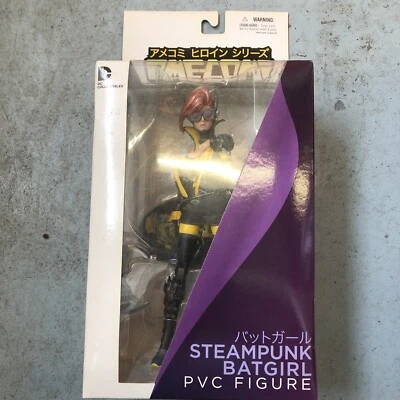 WARNING:
アメコミ ヒロイン シリーズ
AMECOMI
バットガール
STEAMPUNK
BATGIRL
PVC FIGURE